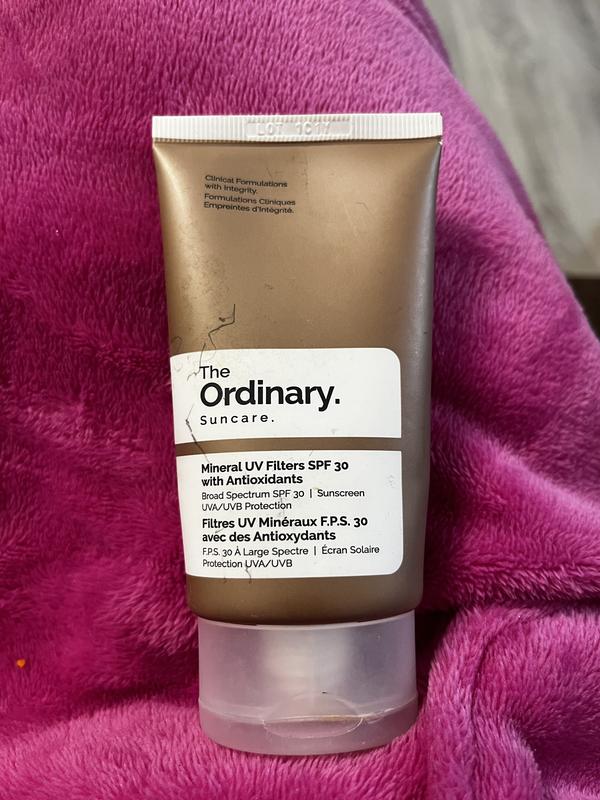 LOT 1C17
Clinical Formulations
with Integrity.
Formulations Cliniques
Empreintes d'Intégrité.
The
Ordinary.
Suncare.
Mineral UV Filters SPF 30
with Antioxidants
Broad Spectrum SPF 30 | Sunscreen
UVA/UVB Protection
Filtres UV Minéraux F.P.S. 30
avec des Antioxydants
F.P.S. 30 À Large Spectre | Écran Solaire
Protection UVA/UVB